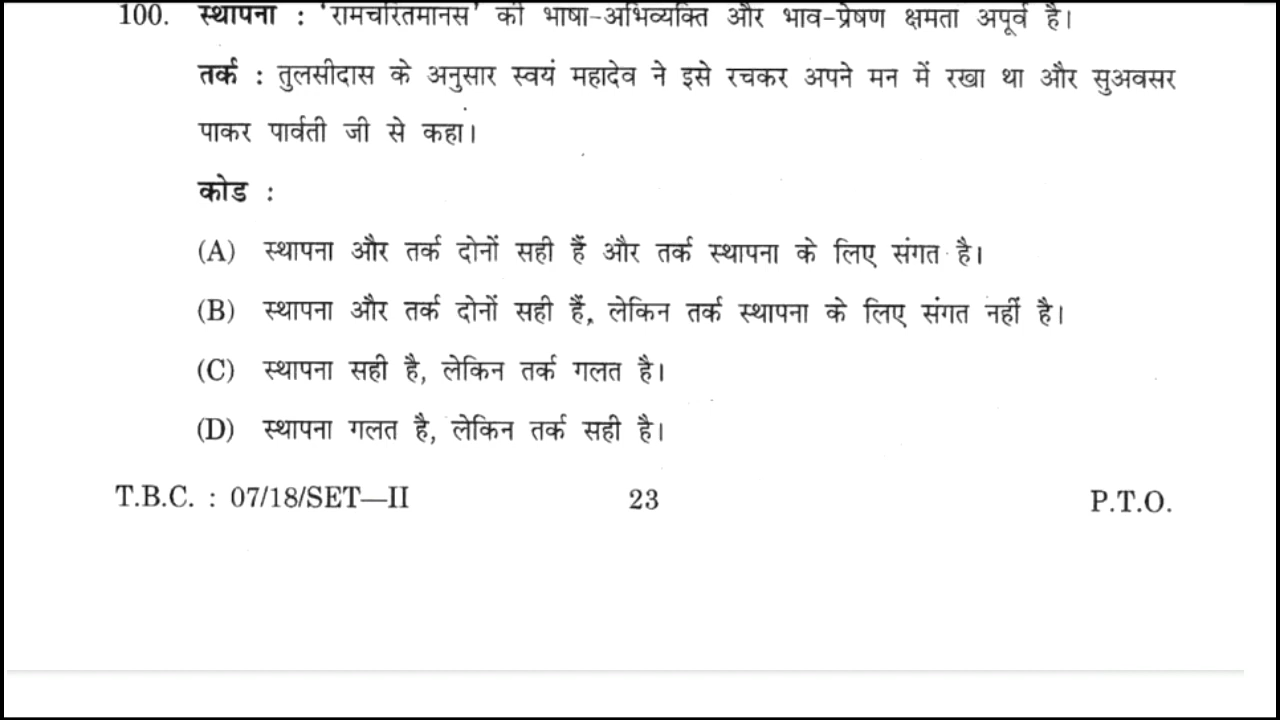 100. स्थापना : 'रामचरितमानस' की भाषा-अभिव्यक्ति और भाव-प्रेषण क्षमता अपूर्व है।
तर्क : तुलसीदास के अनुसार स्वयं महादेव ने इसे रचकर अपने मन में रखा था और सुअवसर
पाकर पार्वती जी से कहा।
कोड :
(A) स्थापना और तर्क दोनों सही हैं और तर्क स्थापना के लिए संगत है।
(B) स्थापना और तर्क दोनों सही हैं, लेकिन तर्क स्थापना के लिए संगत नहीं है।
(C) स्थापना सही है, लेकिन तर्क गलत है।
(D) स्थापना गलत है, लेकिन तर्क सही है।
T.B.C. : 07/18/SET—II 23 P.T.O.